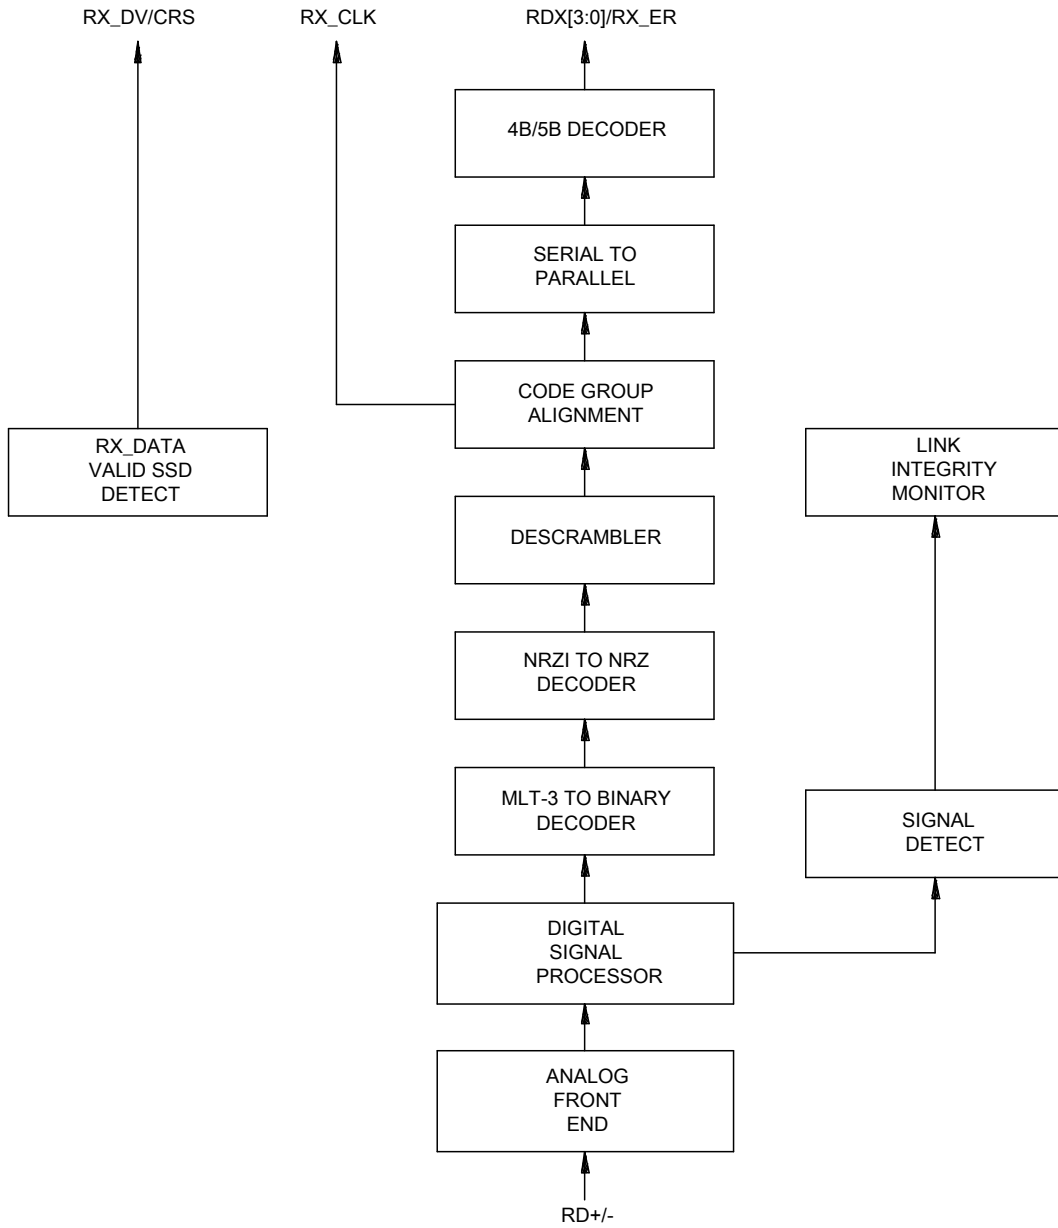 RX_DV/CRS
RX_CLK
RDX[3:0]/RX_ER
4B/5B DECODER
SERIAL TO
PARALLEL
CODE GROUP
ALIGNMENT
RX_DATA
VALID SSD
DETECT
LINK
INTEGRITY
MONITOR
DESCRAMBLER
NRZI TO NRZ
DECODER
MLT-3 TO BINARY
DECODER
SIGNAL
DETECT
DIGITAL
SIGNAL
PROCESSOR
ANALOG
FRONT
END
RD+/-